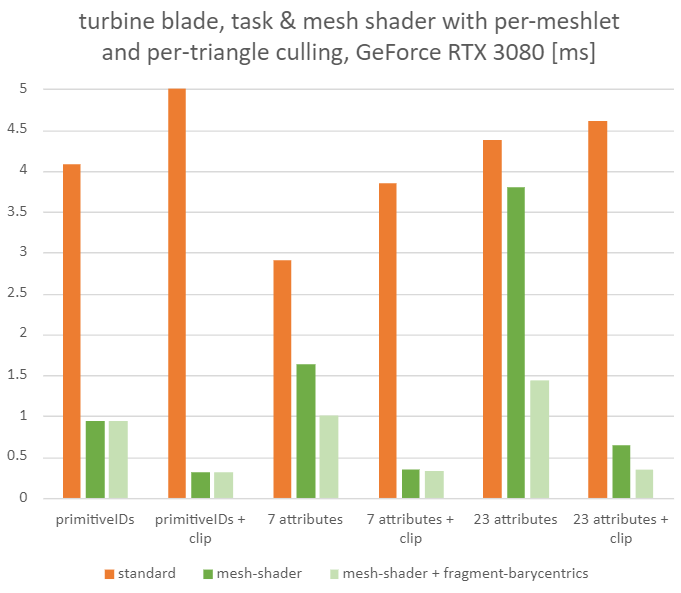 turbine blade, task & mesh shader with per-meshlet
and per-triangle culling, GeForce RTX 3080 [ms]
5
4.5
4
3.5
3
2.5
2
1.5
1
0.5
0
primitiveIDs
primitiveIDs +
clip
7 attributes
7 attributes +
clip
23 attributes
23 attributes +
clip
standard
mesh-shader
mesh-shader + fragment-barycentrics